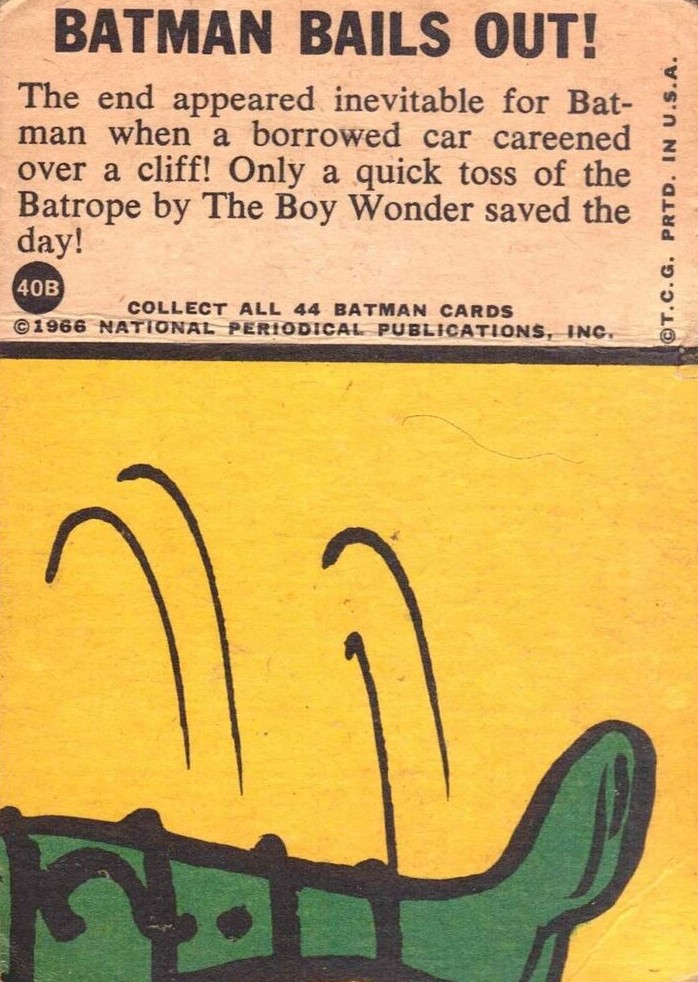 BATMAN BAILS OUT!
The end appeared inevitable for Bat-
man when a borrowed car careened
over a cliff! Only a quick toss of the
Batrope by The Boy Wonder saved the
day!
40B
COLLECT ALL 44 BATMAN CARDS
©1966 NATIONAL PERIODICAL PUBLICATIONS, INC.
©T.C.G. PRTD. IN U.S.A.